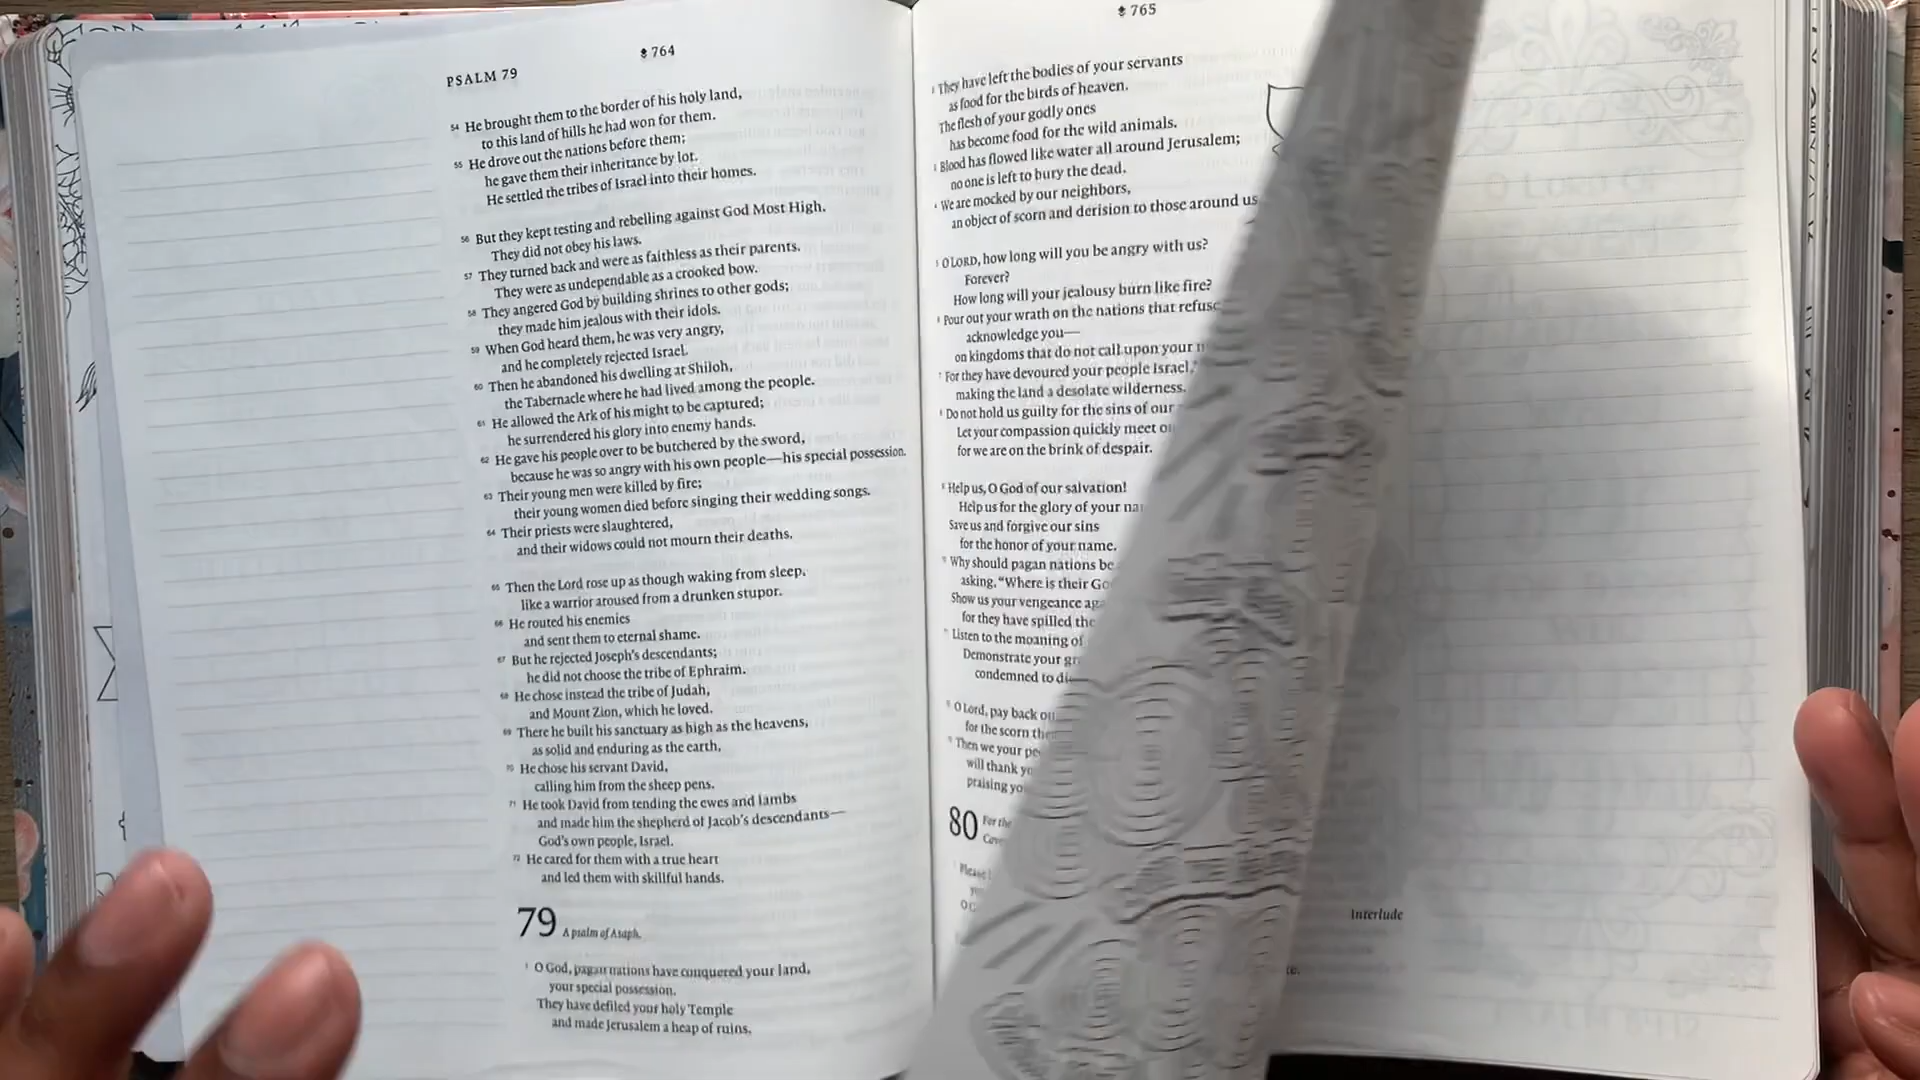 764
PSALM 79
54 He brought them to the border of his holy land,
to this land of hills he had won for them.
55 He drove out the nations before them;
he gave them their inheritance by lot.
He settled the tribes of Israel into their homes.
56 But they kept testing and rebelling against God Most High.
They did not obey his laws.
57 They turned back and were as faithless as their parents.
They were as undependable as a crooked bow.
58 They angered God by building shrines to other gods;
they made him jealous with their idols.
59 When God heard them, he was very angry,
and he completely rejected Israel.
60 Then he abandoned his dwelling at Shiloh,
the Tabernacle where he had lived among the people.
61 He allowed the Ark of his might to be captured;
he surrendered his glory into enemy hands.
62 He gave his people over to be butchered by the sword,
because he was so angry with his own people—his special possession.
63 Their young men were killed by fire;
their young women died before singing their wedding songs.
64 Their priests were slaughtered,
and their widows could not mourn their deaths.
65 Then the Lord rose up as though waking from sleep,
like a warrior aroused from a drunken stupor.
66 He routed his enemies
and sent them to eternal shame.
67 But he rejected Joseph's descendants;
he did not choose the tribe of Ephraim.
68 He chose instead the tribe of Judah,
and Mount Zion, which he loved.
69 There he built his sanctuary as high as the heavens,
as solid and enduring as the earth.
70 He chose his servant David,
calling him from the sheep pens.
71 He took David from tending the ewes and lambs
and made him the shepherd of Jacob's descendants—
God's own people, Israel.
72 He cared for them with a true heart
and led them with skillful hands.
79 A psalm of Asaph.
1 O God, pagan nations have conquered your land,
your special possession.
They have defiled your holy Temple
and made Jerusalem a heap of ruins.
765
2 They have left the bodies of your servants
as food for the birds of heaven.
The flesh of your godly ones
has become food for the wild animals.
3 Blood has flowed like water all around Jerusalem;
no one is left to bury the dead.
4 We are mocked by our neighbors,
an object of scorn and derision to those around us
5 O LORD, how long will you be angry with us?
Forever?
How long will your jealousy burn like fire?
6 Pour out your wrath on the nations that refuse
acknowledge you—
on kingdoms that do not call upon your
7 For they have devoured your people Israel,
making the land a desolate wilderness.
8 Do not hold us guilty for the sins of our
Let your compassion quickly meet
for we are on the brink of despair.
9 Help us, O God of our salvation!
Help us for the glory of your
Save us and forgive our sins
for the honor of your name.
10 Why should pagan nations be
asking, "Where is their
Show us your vengeance
for they have spilled the
11 Listen to the moaning of
Demonstrate your
condemned to
12 O Lord, pay back
for the scorn
13 Then we your
will thank
praising
80 For the
Please
O
Interlude